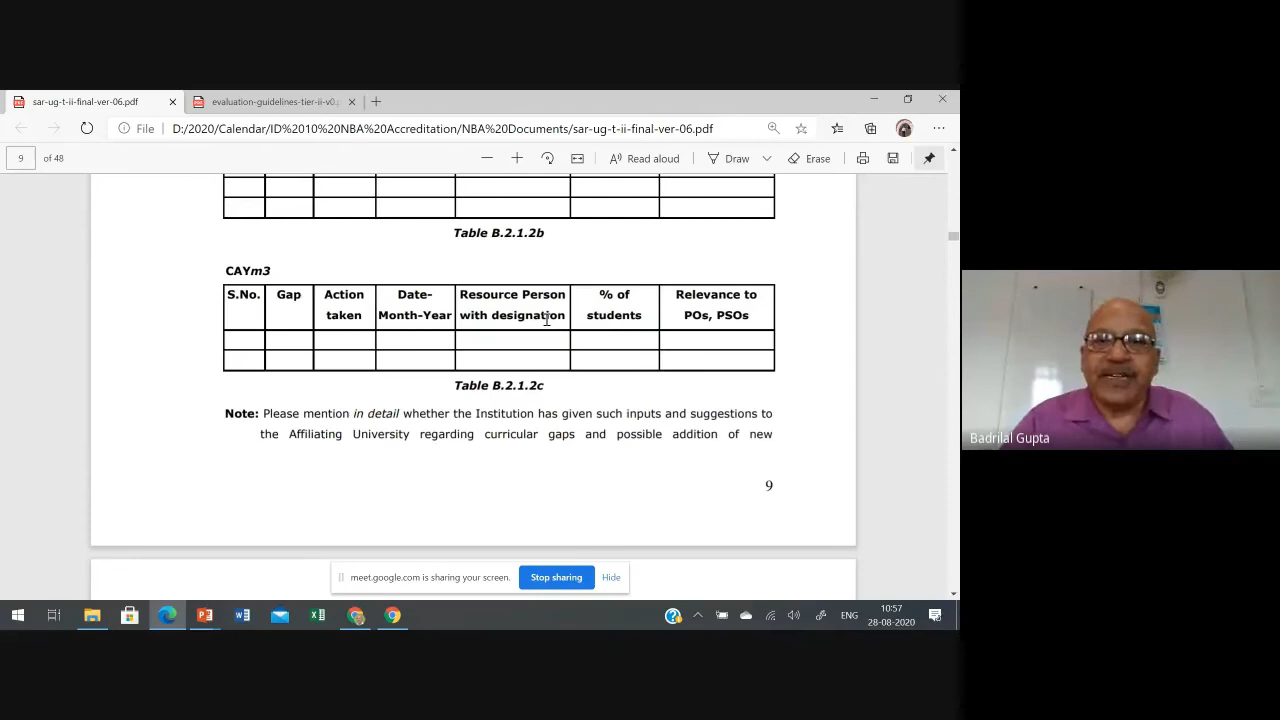 sar-ug-t-ii-final-ver-06.pdf
evaluation-guidelines-tier-ii-v0.
File D:/2020/Calendar/ID%2010%20NBA%20Accreditation/NBA%20Documents/sar-ug-t-ii-final-ver-06.pdf
9 of 48 Read aloud Draw Erase
Table B.2.1.2b
CAYm3
S.No. Gap Action taken Date-Month-Year Resource Person with designation % of students Relevance to POs, PSOs
Table B.2.1.2c
Note: Please mention in detail whether the Institution has given such inputs and suggestions to
the Affiliating University regarding curricular gaps and possible addition of new
9
meet.google.com is sharing your screen. Stop sharing Hide
ENG
10:57
28-08-2020
Badrilal Gupta